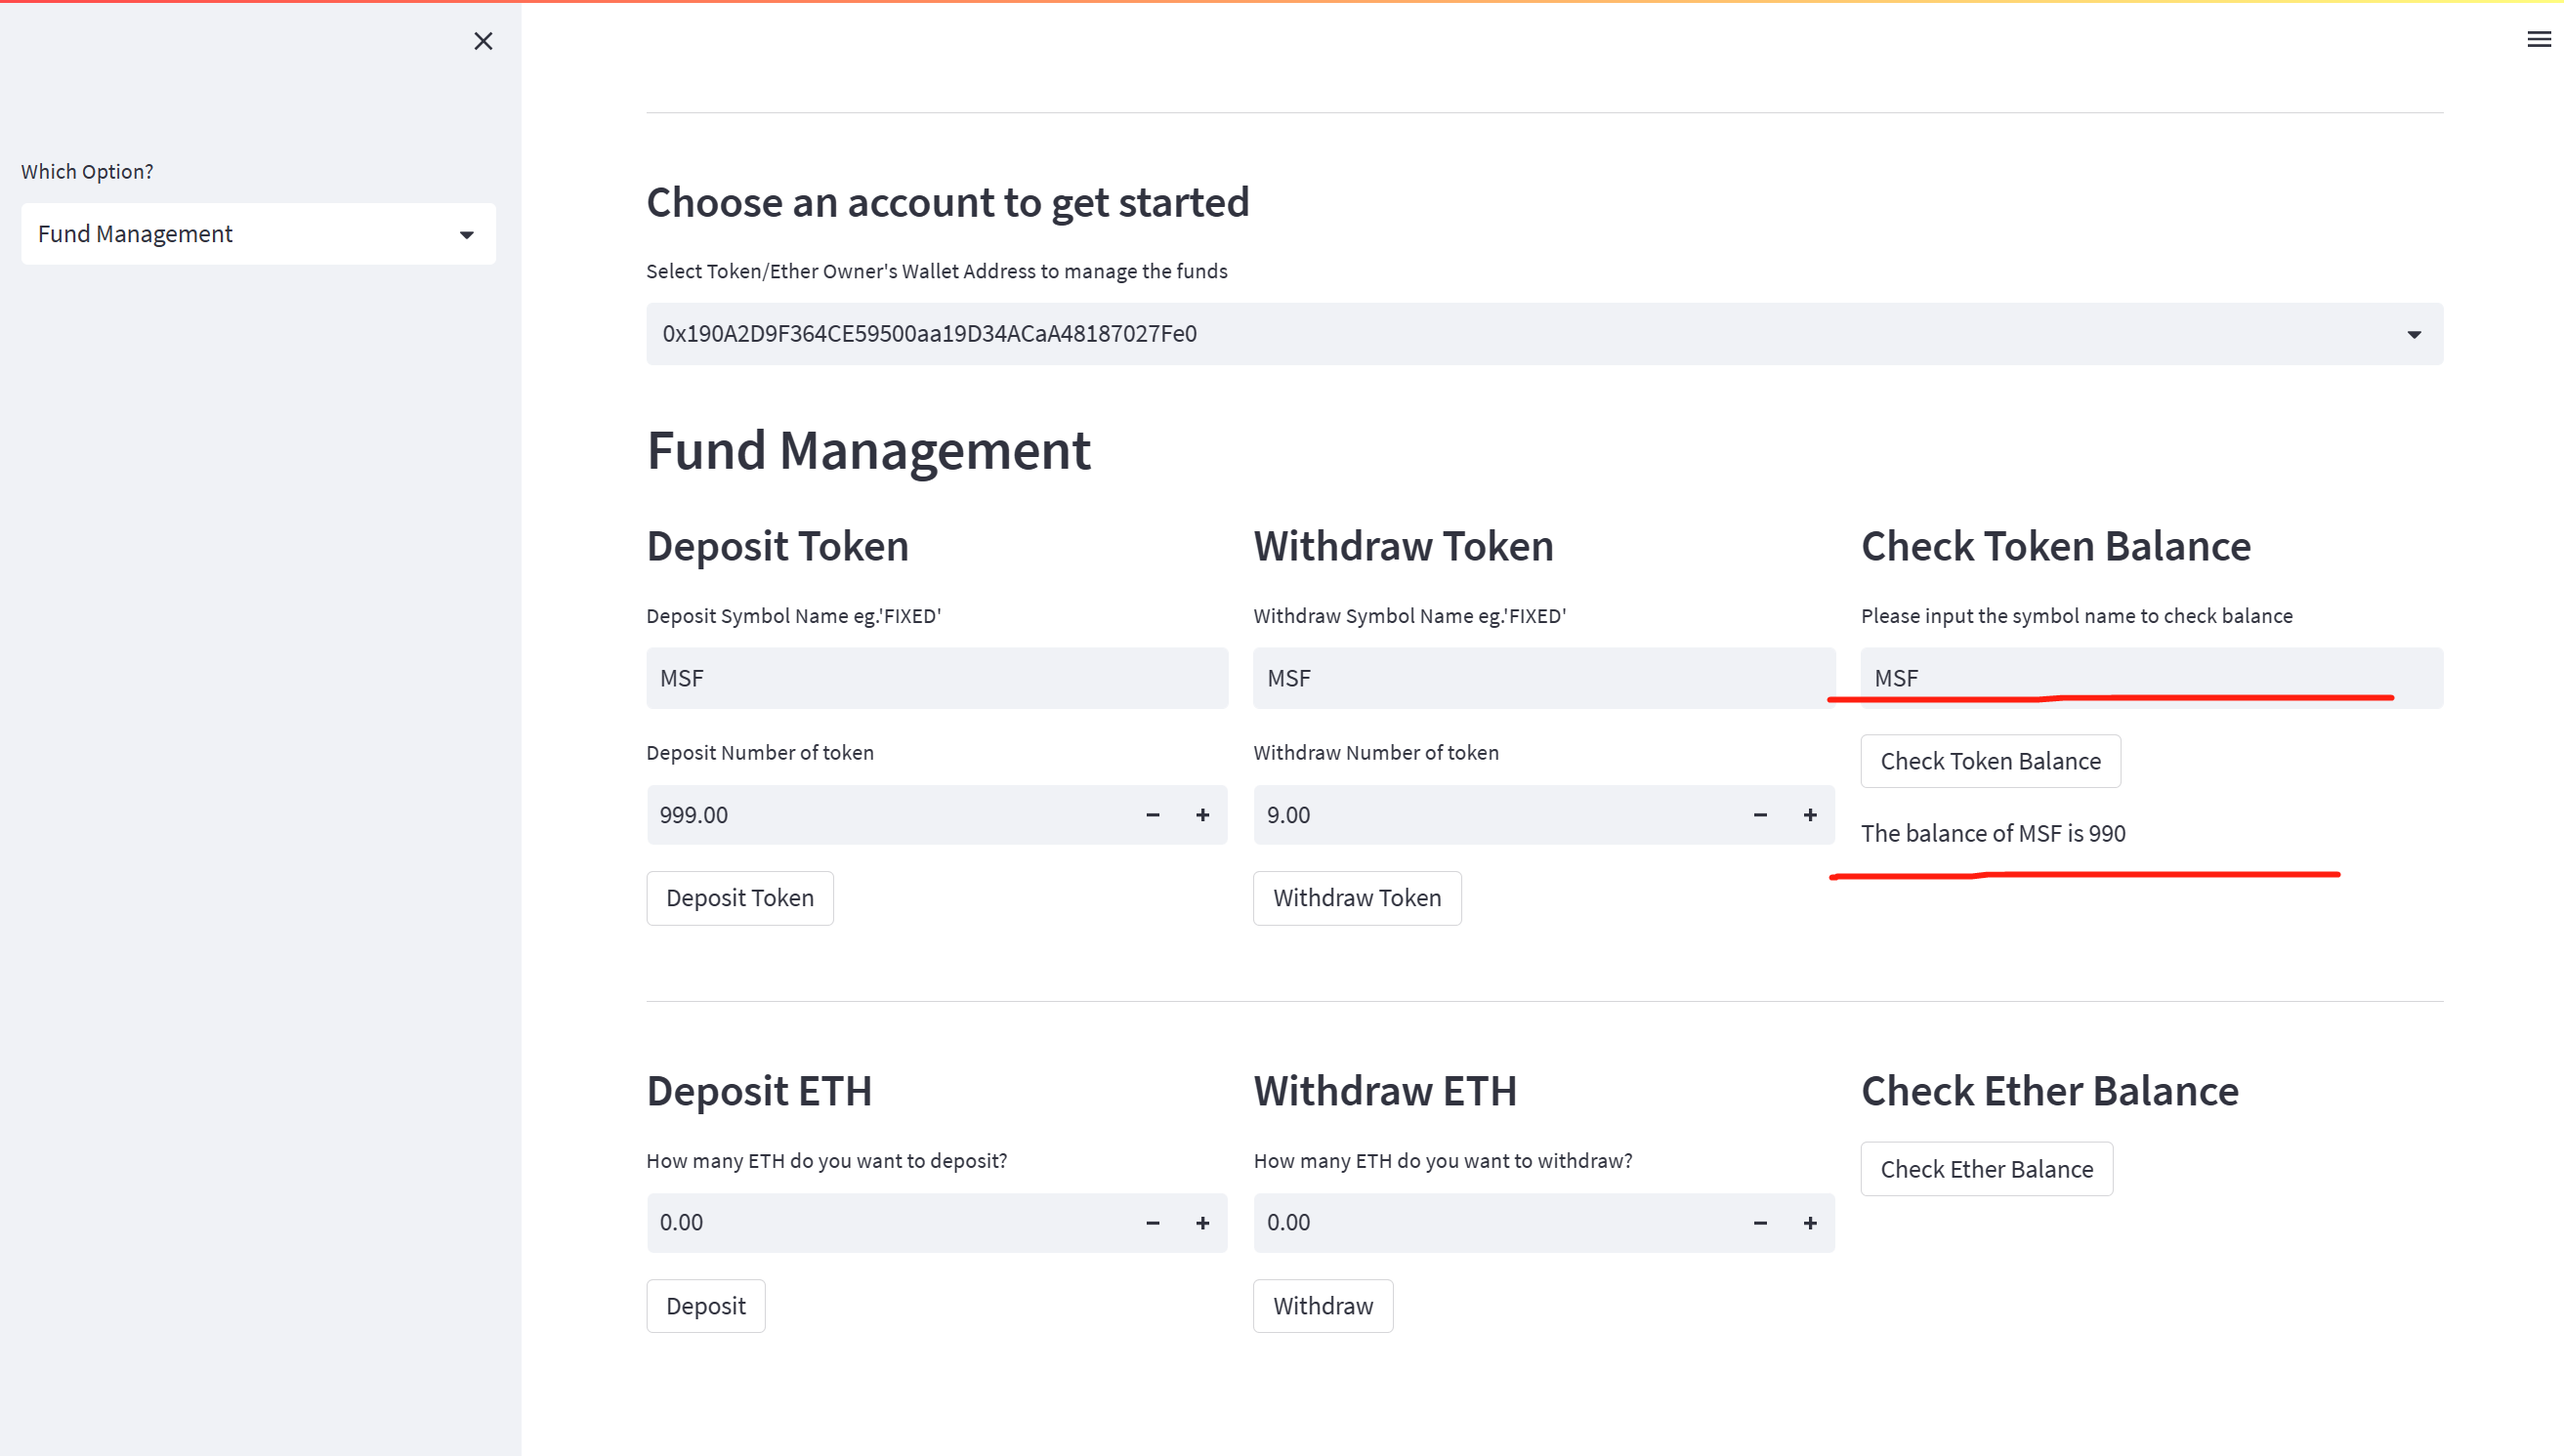 Which Option?
Fund Management
Choose an account to get started
Select Token/Ether Owner's Wallet Address to manage the funds
0x190A2D9F364CE59500aa19D34ACaA48187027Fe0
Fund Management
Deposit Token
Deposit Symbol Name eg.'FIXED'
MSF
Deposit Number of token
999.00
Deposit Token
Withdraw Token
Withdraw Symbol Name eg.'FIXED'
MSF
Withdraw Number of token
9.00
Withdraw Token
Check Token Balance
Please input the symbol name to check balance
MSF
Check Token Balance
The balance of MSF is 990
Deposit ETH
How many ETH do you want to deposit?
0.00
Deposit
Withdraw ETH
How many ETH do you want to withdraw?
0.00
Withdraw
Check Ether Balance
Check Ether Balance